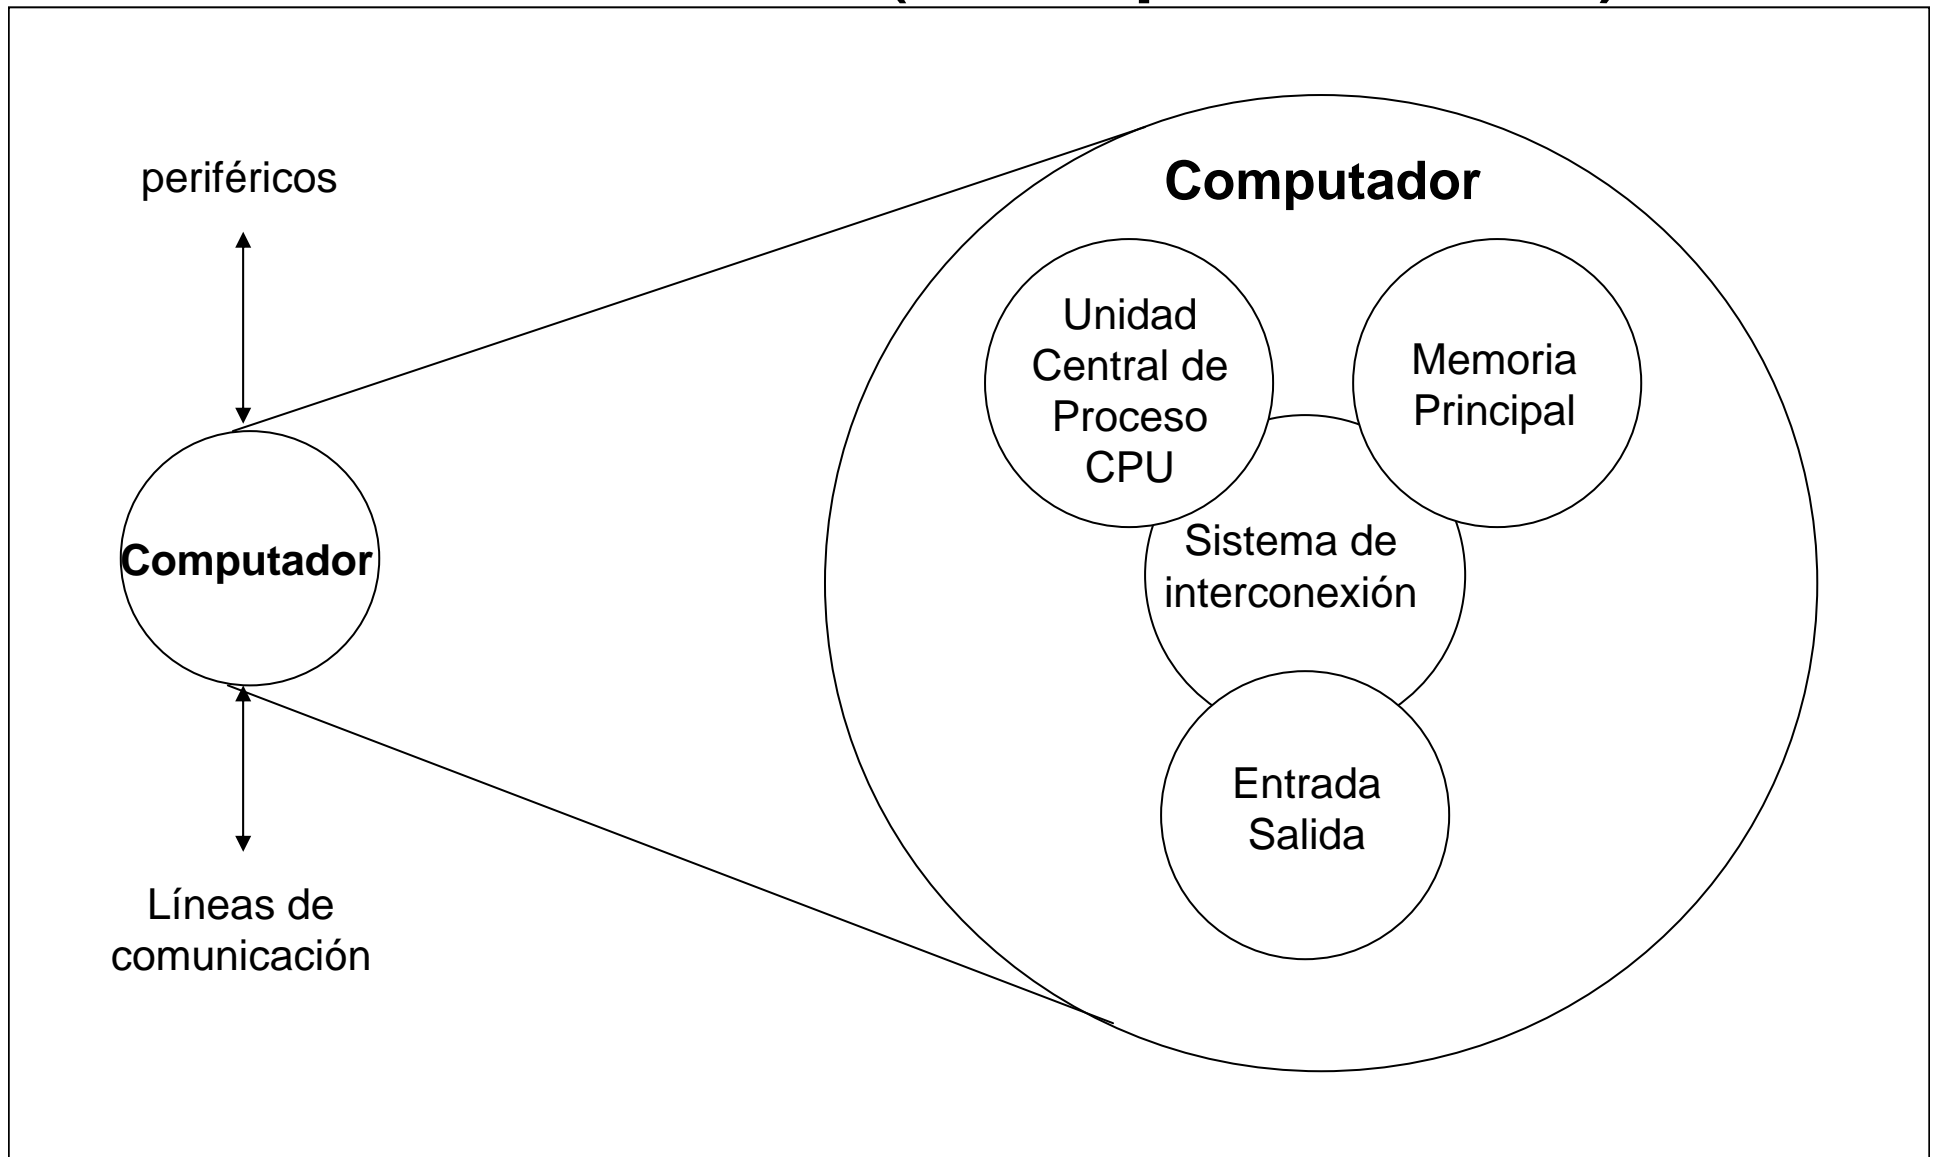 periféricos
Computador
Líneas de
comunicación
Computador
Unidad
Central de
Proceso
CPU
Memoria
Principal
Sistema de
interconexión
Entrada
Salida